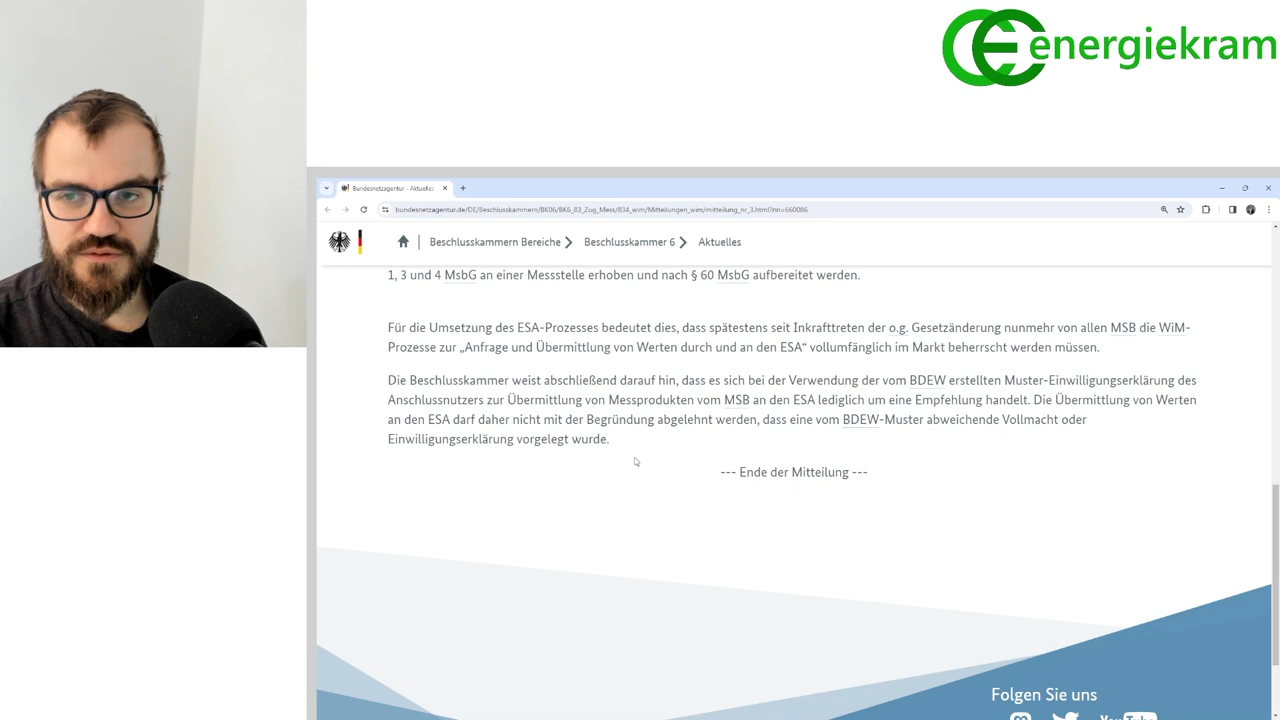 energiekram
Bundesnetzagentur - Aktuelles
bundesnetzagentur.de/DE/Beschlusskammern/BK06/BK6_83_Zug_Mess/834_wim/Mitteilungen_wim/mitteilung_nr_3.html?nn=660086
Beschlusskammern Bereiche
Beschlusskammer 6
Aktuelles
1, 3 und 4 MsbG an einer Messstelle erhoben und nach § 60 MsbG aufbereitet werden.
Für die Umsetzung des ESA-Prozesses bedeutet dies, dass spätestens seit Inkrafttreten der o.g. Gesetzänderung nunmehr von allen MSB die WiM-
Prozesse zur „Anfrage und Übermittlung von Werten durch und an den ESA“ vollumfänglich im Markt beherrscht werden müssen.
Die Beschlusskammer weist abschließend darauf hin, dass es sich bei der Verwendung der vom BDEW erstellten Muster-Einwilligungserklärung des
Anschlussnutzers zur Übermittlung von Messprodukten vom MSB an den ESA lediglich um eine Empfehlung handelt. Die Übermittlung von Werten
an den ESA darf daher nicht mit der Begründung abgelehnt werden, dass eine vom BDEW-Muster abweichende Vollmacht oder
Einwilligungserklärung vorgelegt wurde.
--- Ende der Mitteilung ---
Folgen Sie uns
YouTube